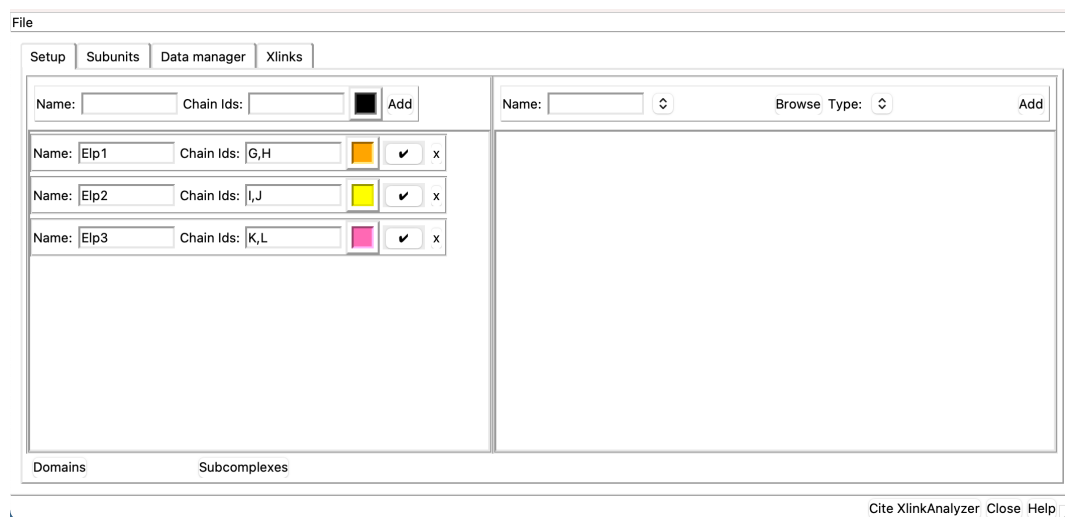 File
Setup Subunits Data manager Xlinks
Name: Chain Ids: Add Name: Browse Type: Add
Name: Elp1 Chain Ids: G,H ✔ x
Name: Elp2 Chain Ids: I,J ✔ x
Name: Elp3 Chain Ids: K,L ✔ x
Domains Subcomplexes
Cite XlinkAnalyzer Close Help